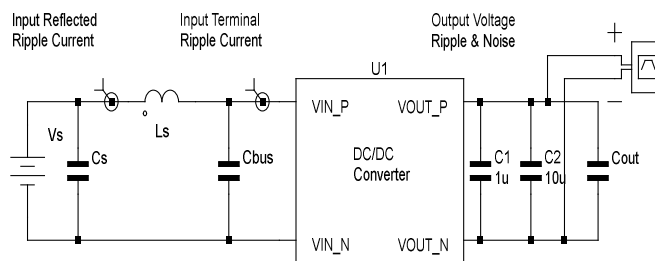 Input Reflected
Ripple Current
Input Terminal
Ripple Current
Output Voltage
Ripple & Noise
+
−
U1
VIN_P
VOUT_P
Vs
Ls
Cs
Cbus
DC/DC
Converter
C1
1u
C2
10u
Cout
VIN_N
VOUT_N